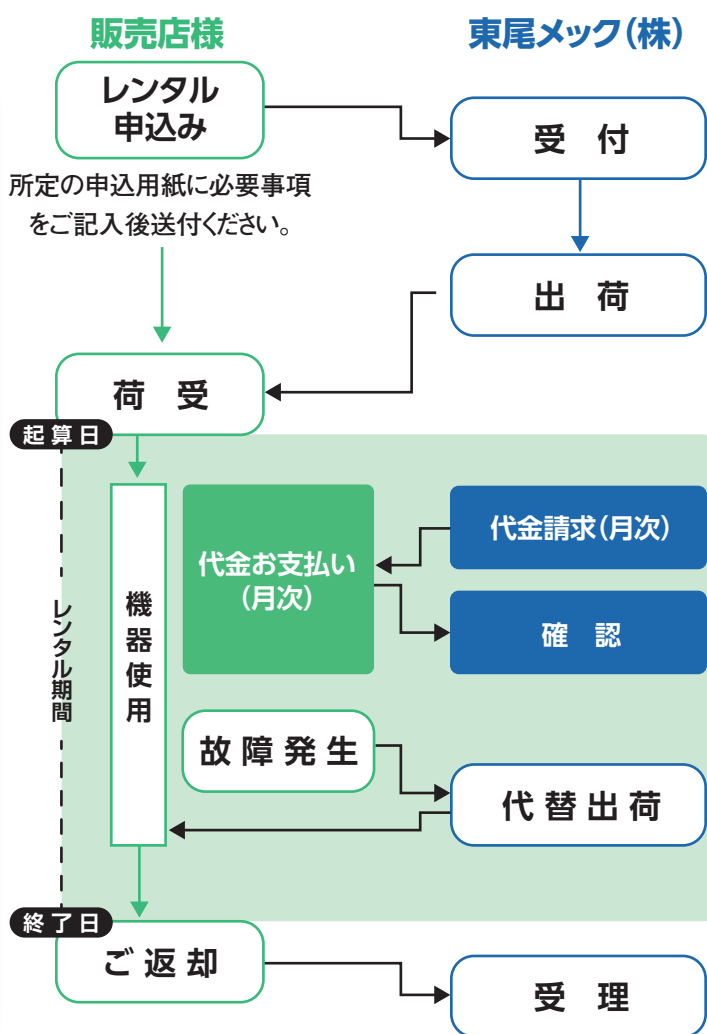 販売店様
東尾メック(株)
レンタル
申込み
受付
所定の申込用紙に必要事項
をご記入後送付ください。
出荷
荷受
起算日
代金請求(月次)
代金お支払い
(月次)
機器使用
レンタル期間
確認
故障発生
代替出荷
終了日
ご返却
受理